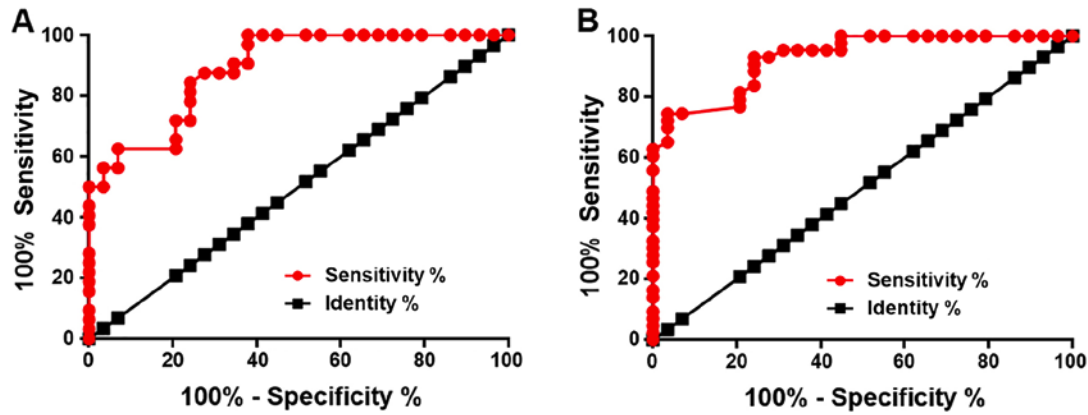 A
100% Sensitivity
100
80
60
40
20
0
Sensitivity %
Identity %
0 20 40 60 80 100
100% - Specificity %
B
100% Sensitivity
100
80
60
40
20
0
Sensitivity %
Identity %
0 20 40 60 80 100
100% - Specificity %